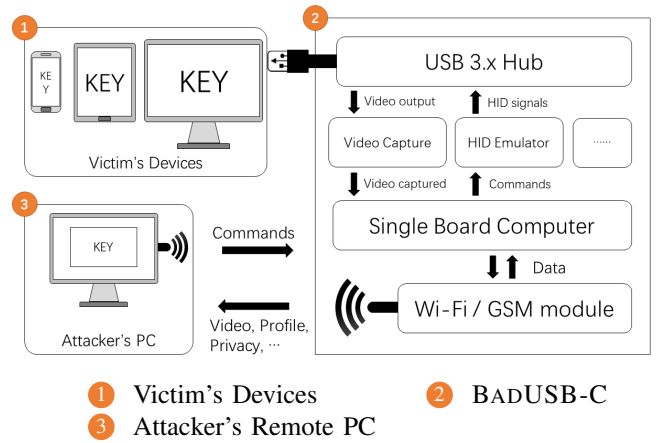 1
KE
Y
KEY
KEY
Victim's Devices
2
USB 3.x Hub
Video output
HID signals
Video Capture
HID Emulator
······
Video captured
Commands
Single Board Computer
Data
Wi-Fi / GSM module
3
KEY
Attacker's PC
Commands
Video, Profile,
Privacy, ···
1 Victim's Devices
2 BADUSB-C
3 Attacker's Remote PC